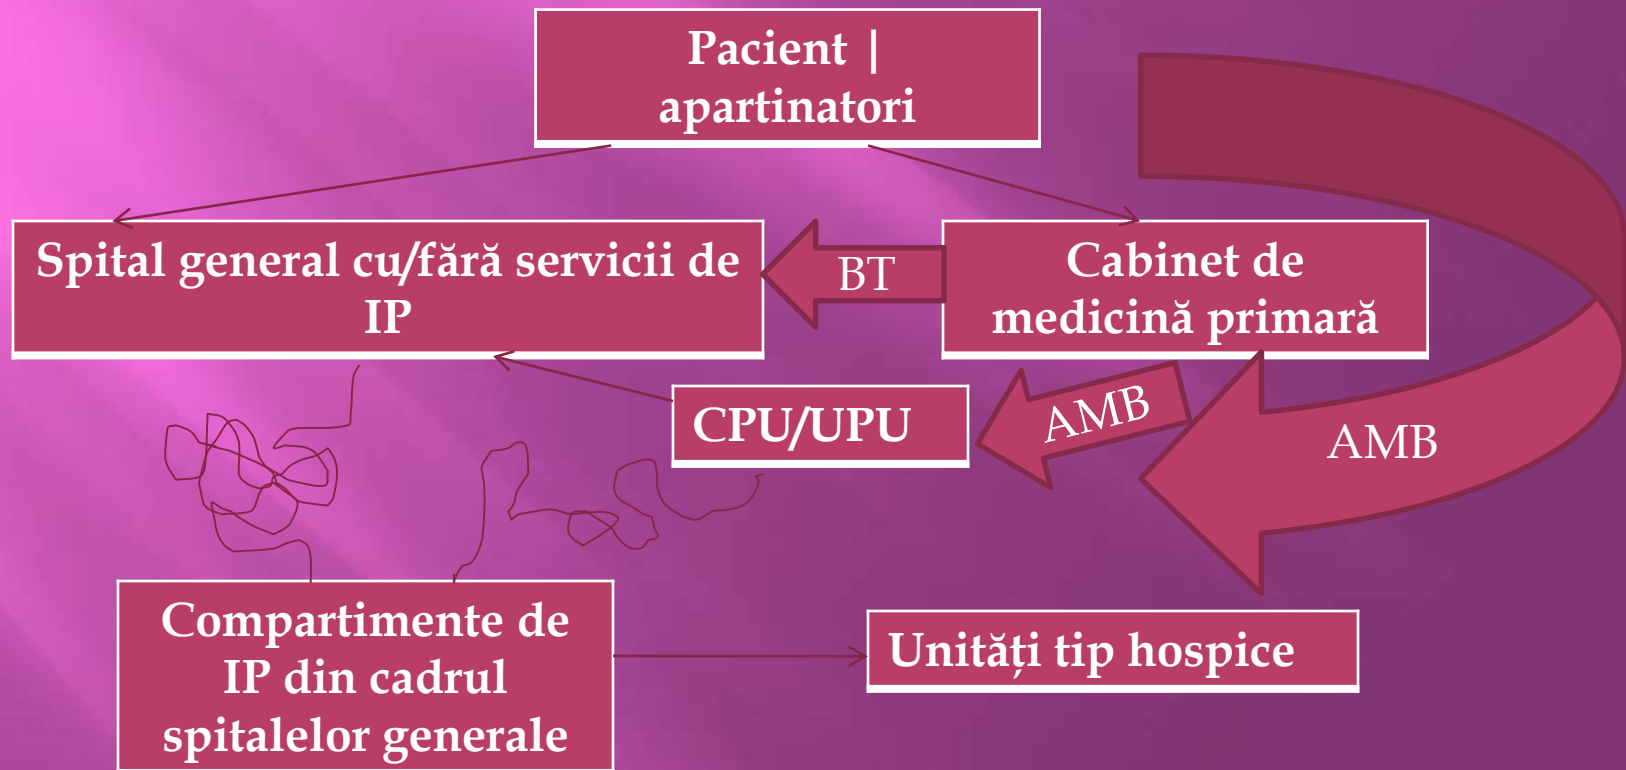 Pacient |
apartinatori
Spital general cu/fără servicii de
IP
BT
Cabinet de
medicină primară
CPU/UPU
AMB
AMB
Compartimente de
IP din cadrul
spitalelor generale
Unități tip hospice